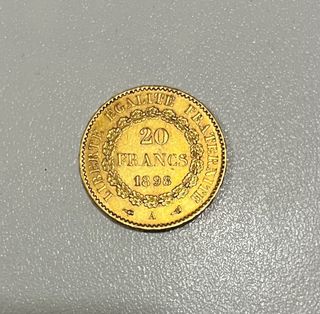 LIBERTE EGALITE FRATERNITE
20
FRANCS
1898
A